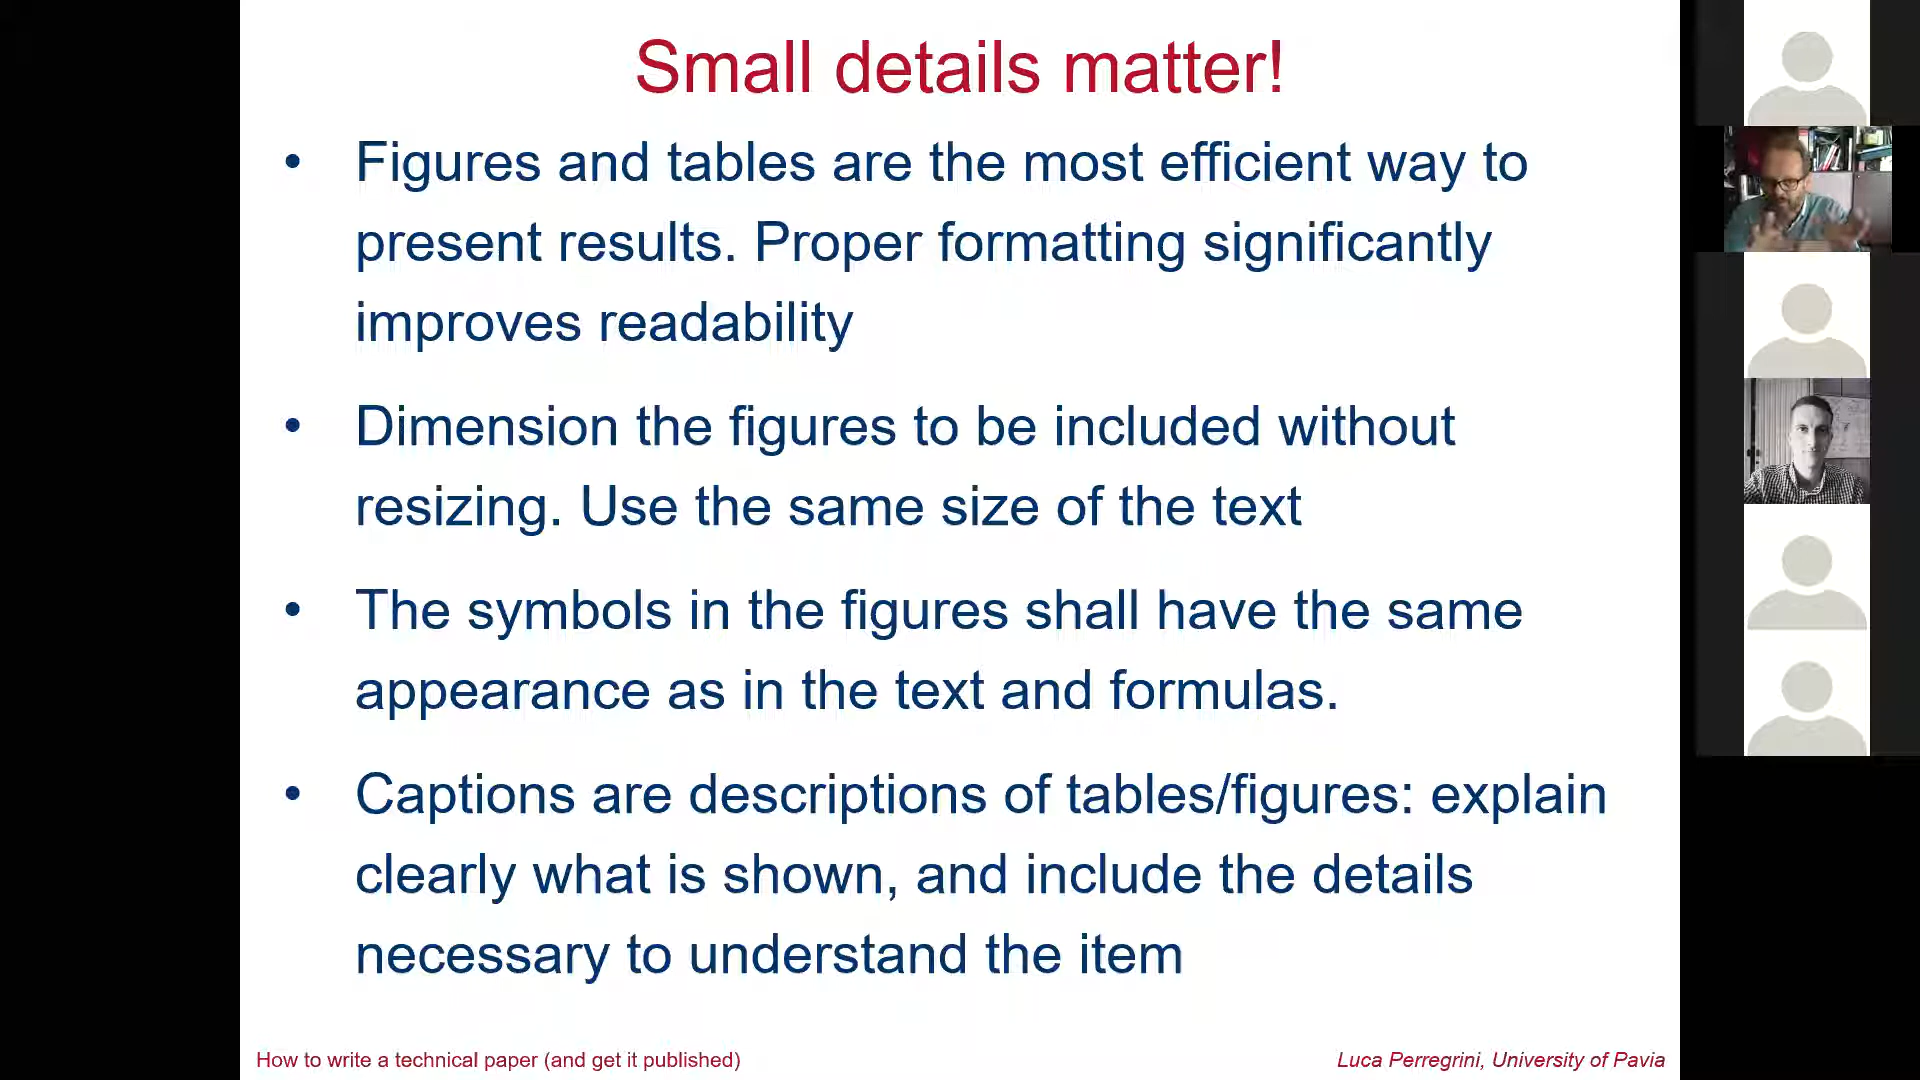 Small details matter!
• Figures and tables are the most efficient way to
present results. Proper formatting significantly
improves readability
• Dimension the figures to be included without
resizing. Use the same size of the text
• The symbols in the figures shall have the same
appearance as in the text and formulas.
• Captions are descriptions of tables/figures: explain
clearly what is shown, and include the details
necessary to understand the item
How to write a technical paper (and get it published)
Luca Perregrini, University of Pavia